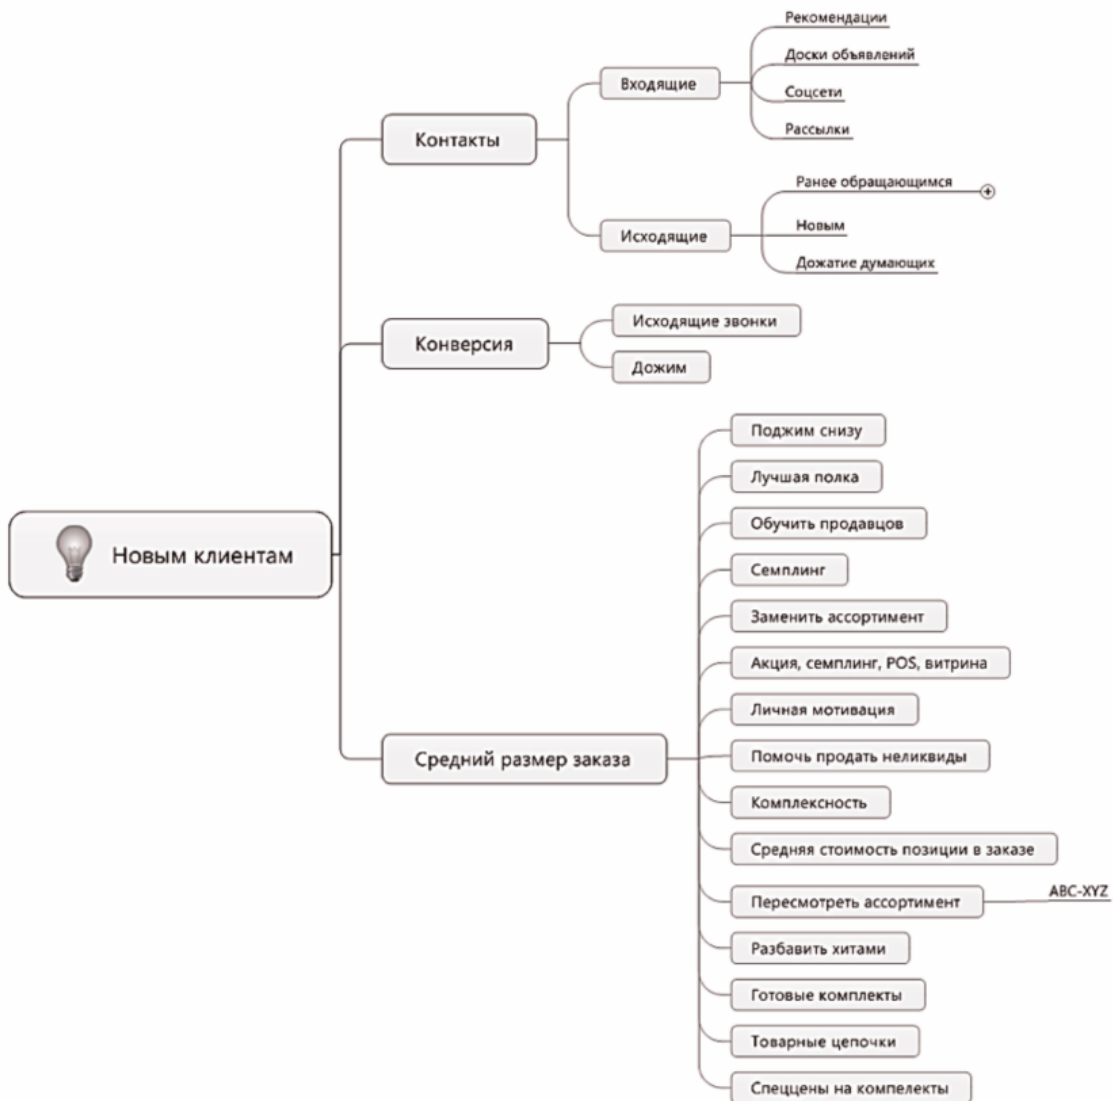 Новым клиентам
Контакты
Входящие
Рекомендации
Доски объявлений
Соцсети
Рассылки
Исходящие
Ранее обращающимся
Новым
Дожатие думающих
Конверсия
Исходящие звонки
Дожим
Средний размер заказа
Поджим снизу
Лучшая полка
Обучить продавцов
Семплинг
Заменить ассортимент
Акция, семплинг, POS, витрина
Личная мотивация
Помочь продать неликвиды
Комплексность
Средняя стоимость позиции в заказе
Пересмотреть ассортимент
ABC-XYZ
Разбавить хитами
Готовые комплекты
Товарные цепочки
Спеццены на компелекты